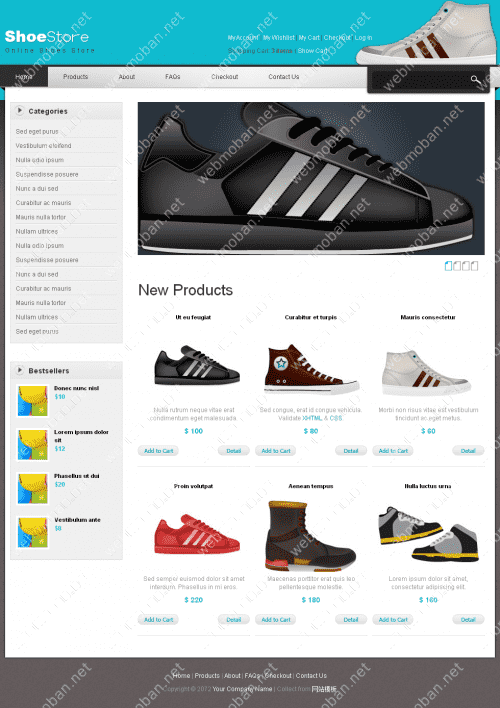 ShoeStore
Online Shoes Store
My Account | My Wishlist | My Cart | Checkout | Log In
Shopping Cart: 3 items | Show Cart
Home Products About FAQs Checkout Contact Us
Categories
Sed eget purus
Vestibulum eleifend
Nulla odio ipsum
Suspendisse posuere
Nunc a dui sed
Curabitur ac mauris
Mauris nulla tortor
Nullam ultrices
Nulla odio ipsum
Suspendisse posuere
Nunc a dui sed
Curabitur ac mauris
Mauris nulla tortor
Nullam ultrices
Sed eget purus
Bestsellers
Donec nunc nisl
$10
Lorem ipsum dolor
sit
$12
Phasellus ut dui
$20
Vestibulum ante
$8
New Products
Ut eu feugiat
Nulla rutrum neque vitae erat
condimentum eget malesuada.
$ 100
Add to Cart Detail
Curabitur et turpis
Sed congue, erat id congue vehicula.
Validate XHTML & CSS.
$ 80
Add to Cart Detail
Mauris consectetur
Morbi non risus vitae est vestibulum
tincidunt ac eget metus.
$ 60
Add to Cart Detail
Proin volutpat
Sed semper euismod dolor sit amet
interdum. Phasellus in mi eros.
$ 220
Add to Cart Detail
Aenean tempus
Maecenas porttitor erat quis leo
pellentesque molestie.
$ 180
Add to Cart Detail
Nulla luctus urna
Lorem ipsum dolor sit amet,
consectetur adipiscing elit.
$ 160
Add to Cart Detail
Home | Products | About | FAQs | Checkout | Contact Us
Copyright © 2072 Your Company Name | Collect from 网站模板
webmoban.net